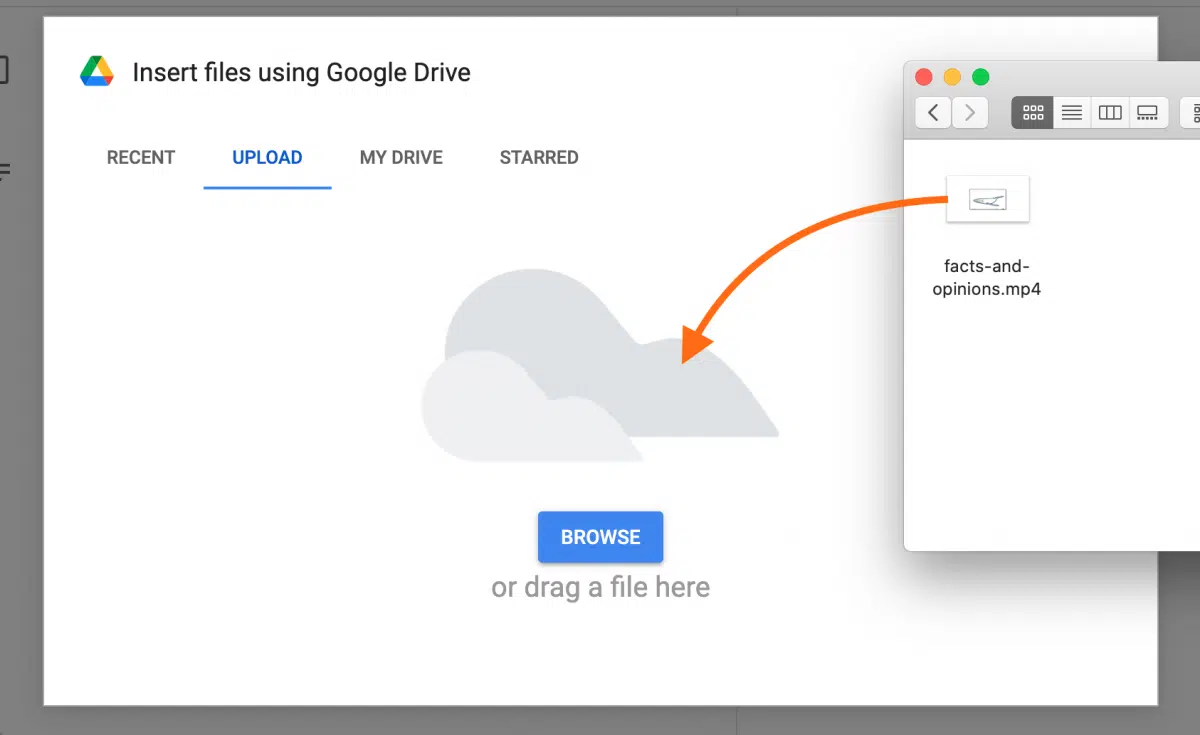 Insert files using Google Drive
RECENT UPLOAD MY DRIVE STARRED
facts-and-
opinions.mp4
BROWSE
or drag a file here